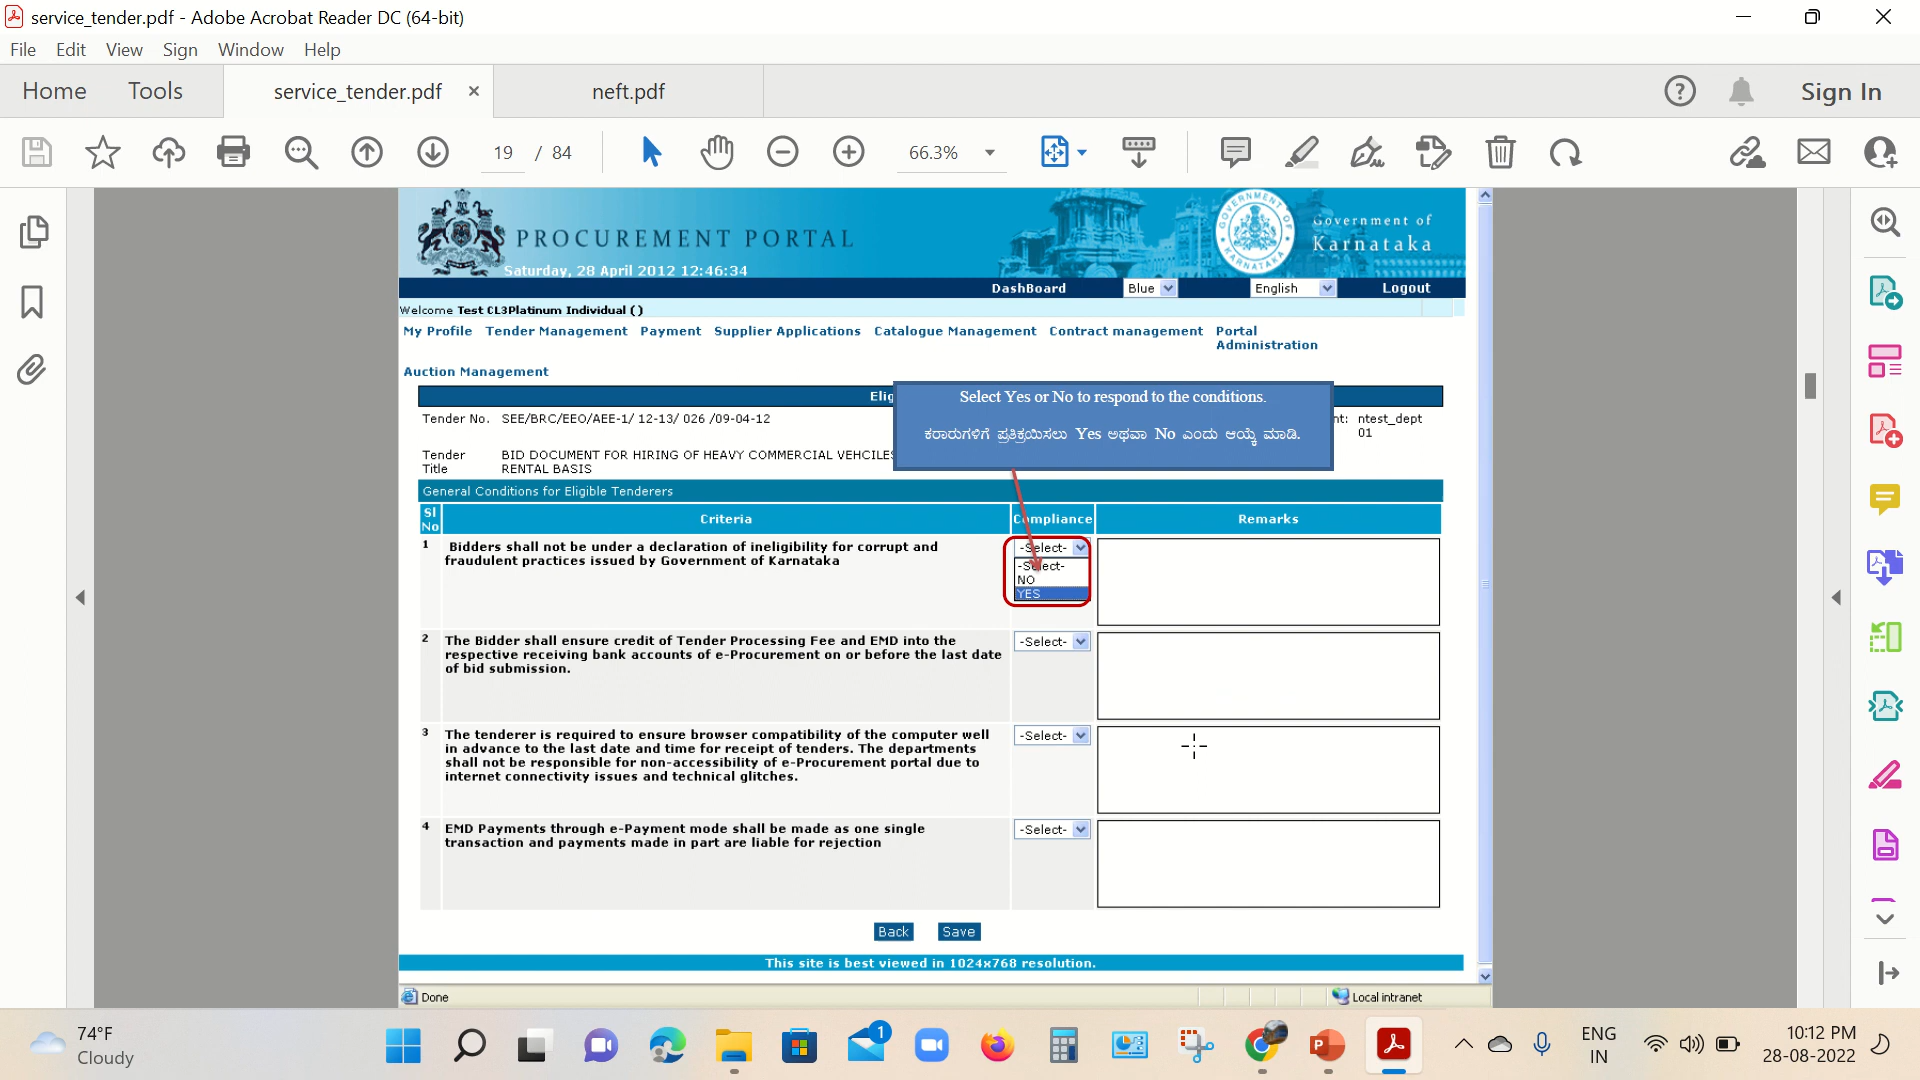 service_tender.pdf - Adobe Acrobat Reader DC (64-bit)
File Edit View Sign Window Help
Home Tools service_tender.pdf × neft.pdf Sign In
19 / 84 66.3%
PROCUREMENT PORTAL
Government of
Karnataka
Saturday, 28 April 2012 12:46:34
DashBoard Blue English Logout
Welcome Test CL3Platinum Individual ()
My Profile Tender Management Payment Supplier Applications Catalogue Management Contract management Portal
Administration
Auction Management
Elig
Select Yes or No to respond to the conditions.
ಕರಾರುಗಳಿಗೆ ಪ್ರತಿಕ್ರಯಿಸಲು Yes ಅಥವಾ No ಎಂದು ಆಯ್ಕೆ ಮಾಡಿ.
Tender No. SEE/BRC/EEO/AEE-1/ 12-13/ 026 /09-04-12 nt: ntest_dept
01
Tender BID DOCUMENT FOR HIRING OF HEAVY COMMERCIAL VEHCILES
Title RENTAL BASIS
General Conditions for Eligible Tenderers
Sl
No Criteria Compliance Remarks
1 Bidders shall not be under a declaration of ineligibility for corrupt and -Select-
fraudulent practices issued by Government of Karnataka -Select-
NO
YES
2 The Bidder shall ensure credit of Tender Processing Fee and EMD into the -Select-
respective receiving bank accounts of e-Procurement on or before the last date
of bid submission.
3 The tenderer is required to ensure browser compatibility of the computer well -Select-
in advance to the last date and time for receipt of tenders. The departments
shall not be responsible for non-accessibility of e-Procurement portal due to
internet connectivity issues and technical glitches.
4 EMD Payments through e-Payment mode shall be made as one single -Select-
transaction and payments made in part are liable for rejection
Back Save
This site is best viewed in 1024x768 resolution.
Done Local intranet
74°F
Cloudy
1
ENG
IN
10:12 PM
28-08-2022